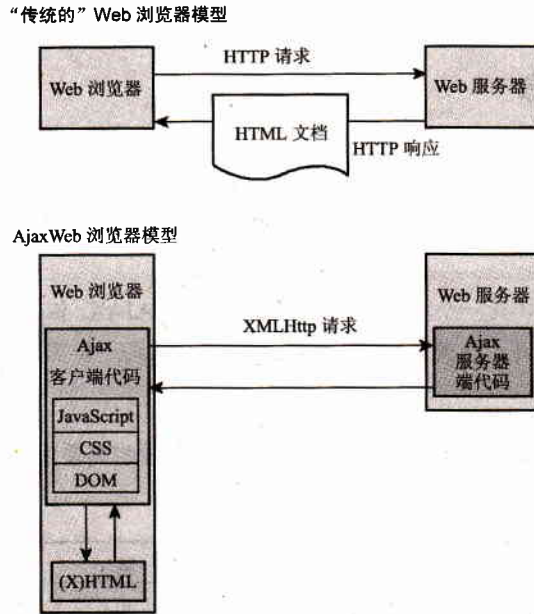 “传统的”Web 浏览器模型
HTTP 请求
Web 浏览器
Web 服务器
HTML 文档
HTTP 响应
AjaxWeb 浏览器模型
Web 浏览器
Web 服务器
XMLHttp 请求
Ajax
客户端代码
Ajax
服务器
端代码
JavaScript
CSS
DOM
(X)HTML